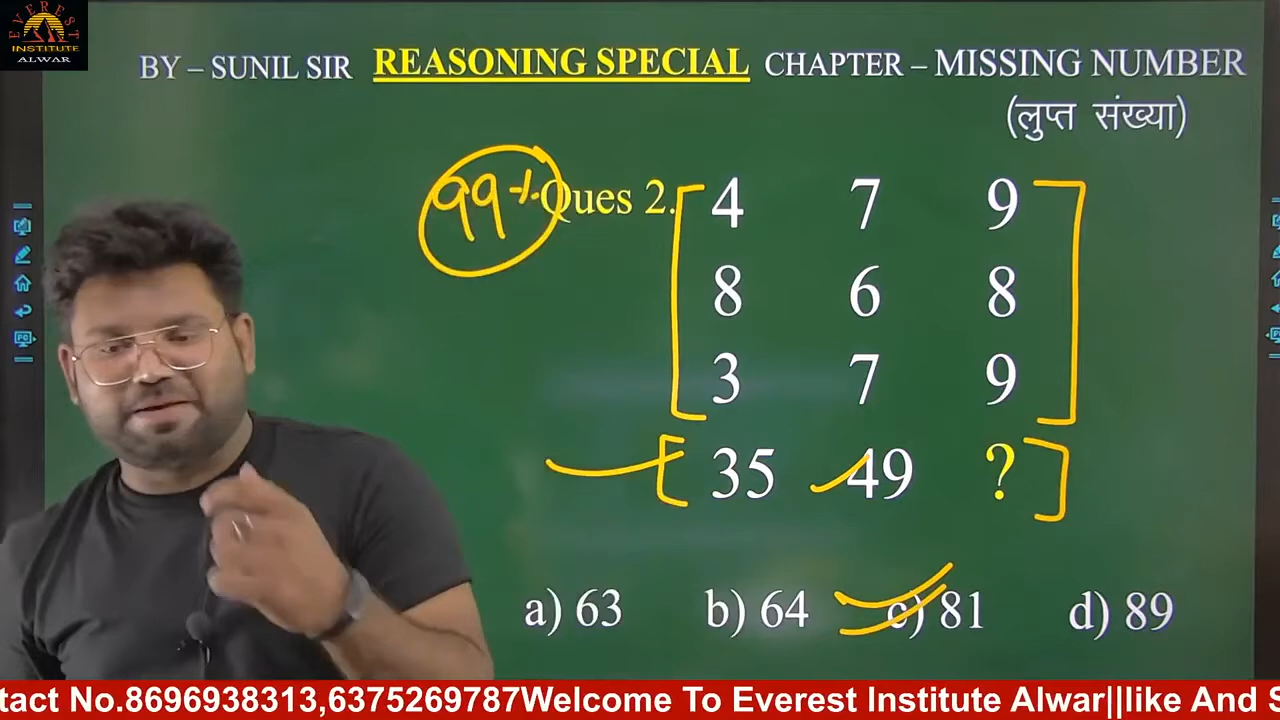 EVEREST
INSTITUTE
ALWAR
BY – SUNIL SIR REASONING SPECIAL CHAPTER – MISSING NUMBER
(लुप्त संख्या)
99% Ques 2. 4 7 9
8 6 8
3 7 9
35 49 ?
a) 63 b) 64 c) 81 d) 89
tact No.8696938313,6375269787Welcome To Everest Institute Alwar||like And S